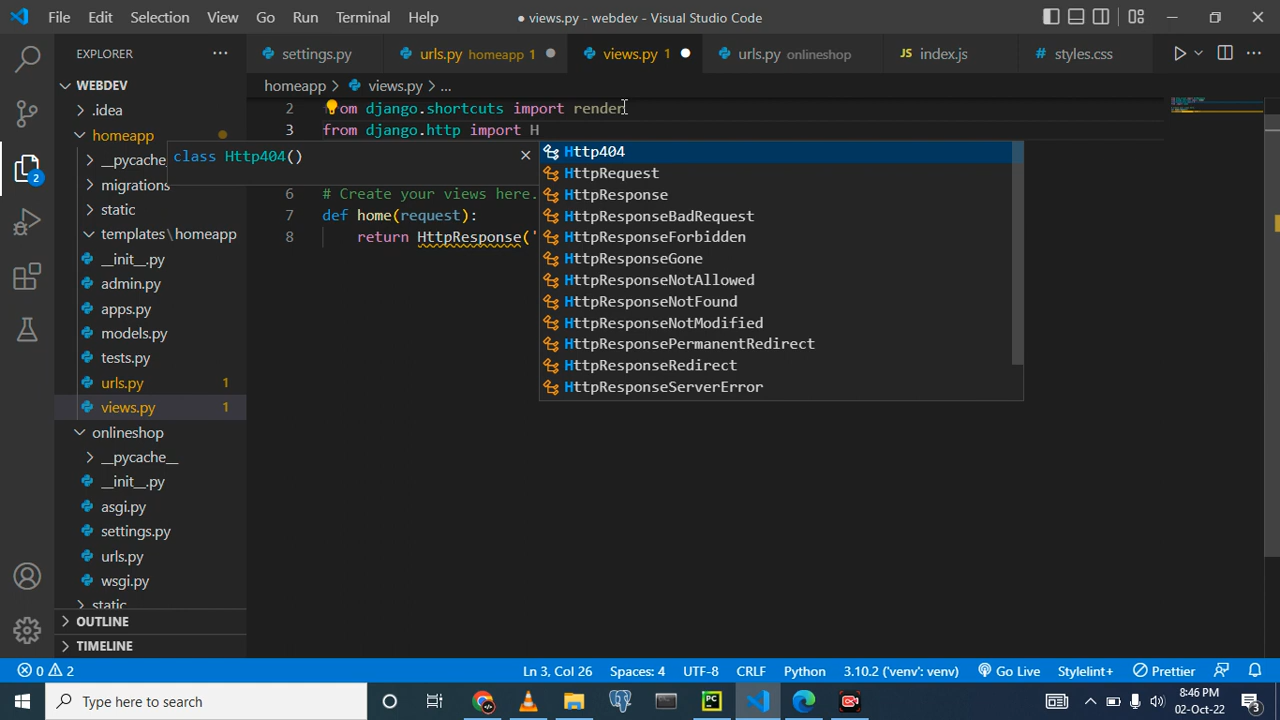 File Edit Selection View Go Run Terminal Help
● views.py - webdev - Visual Studio Code
EXPLORER
settings.py
urls.py homeapp 1
views.py 1
urls.py onlineshop
JS index.js
# styles.css
WEBDEV
.idea
homeapp
__pycache
migrations
static
templates\homeapp
__init__.py
admin.py
apps.py
models.py
tests.py
urls.py 1
views.py 1
onlineshop
__pycache__
__init__.py
asgi.py
settings.py
urls.py
wsgi.py
static
OUTLINE
TIMELINE
2
homeapp > views.py > ...
2 om django.shortcuts import render
3 from django.http import H
class Http404()
6 # Create your views here.
7 def home(request):
8 return HttpResponse('
Http404
HttpRequest
HttpResponse
HttpResponseBadRequest
HttpResponseForbidden
HttpResponseGone
HttpResponseNotAllowed
HttpResponseNotFound
HttpResponseNotModified
HttpResponsePermanentRedirect
HttpResponseRedirect
HttpResponseServerError
0 2 Ln 3, Col 26 Spaces: 4 UTF-8 CRLF Python 3.10.2 ('venv': venv) Go Live Stylelint+ Prettier
Type here to search
PC
8:46 PM
02-Oct-22
3